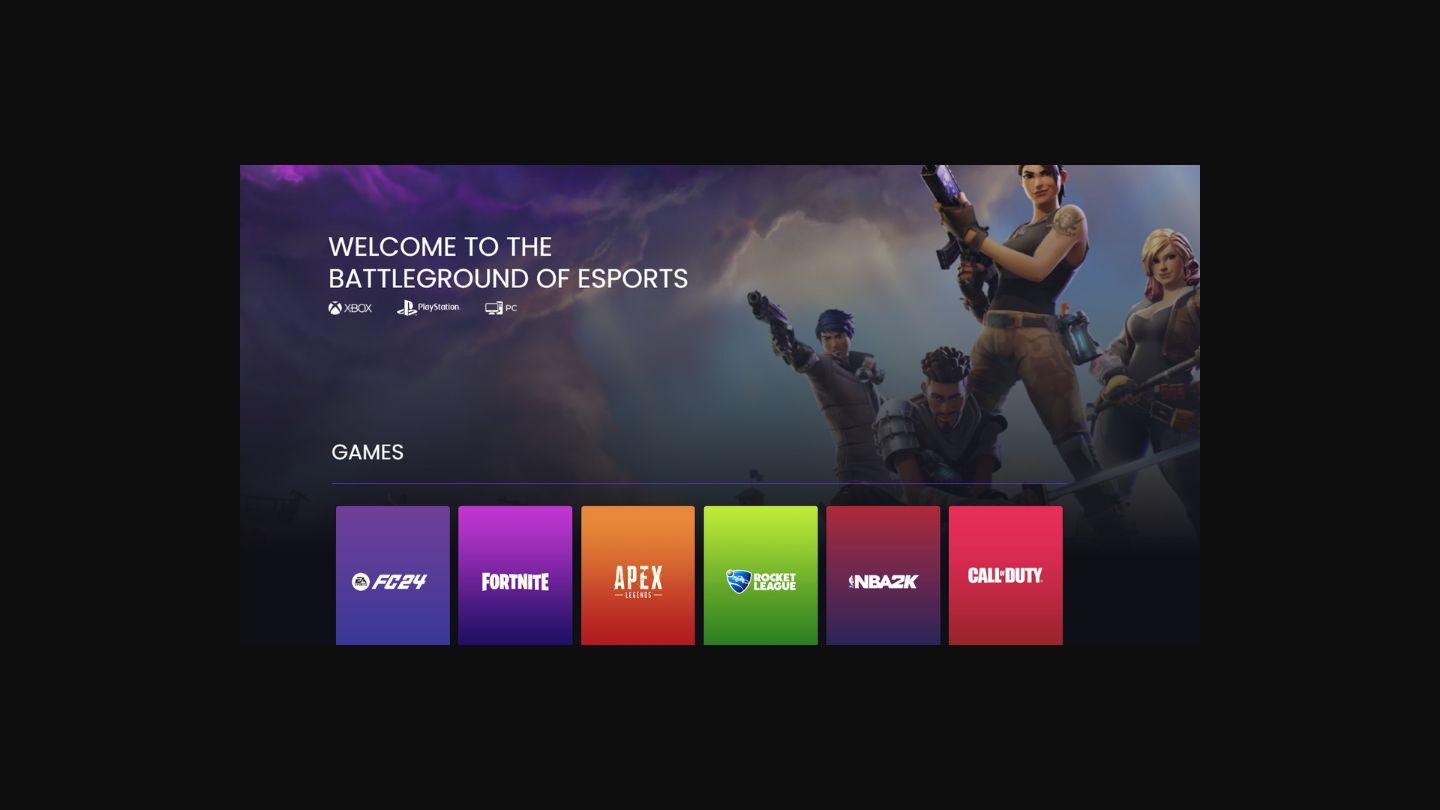 WELCOME TO THE
BATTLEGROUND OF ESPORTS
XBOX PlayStation PC
GAMES
EA SPORTS FC24
FORTNITE
APEX
LEGENDS
ROCKET
LEAGUE
NBA2K
CALL OF DUTY